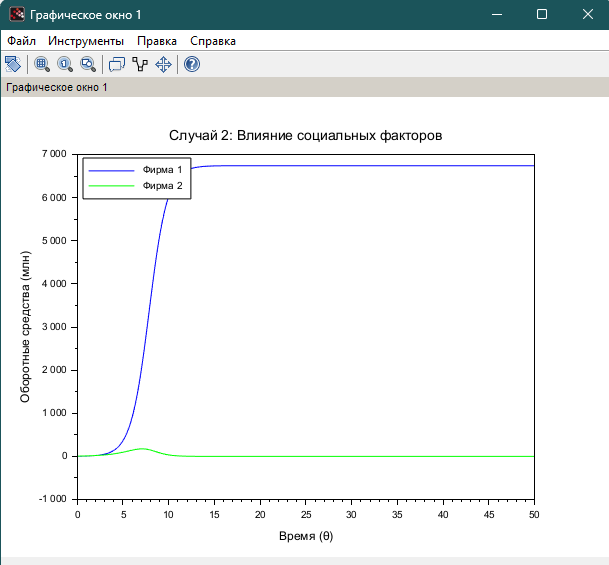 Графическое окно 1
Файл Инструменты Правка Справка
Графическое окно 1
Случай 2: Влияние социальных факторов
Фирма 1
Фирма 2
Оборотные средства (млн)
7 000
6 000
5 000
4 000
3 000
2 000
1 000
0
-1 000
0 5 10 15 20 25 30 35 40 45 50
Время (θ)